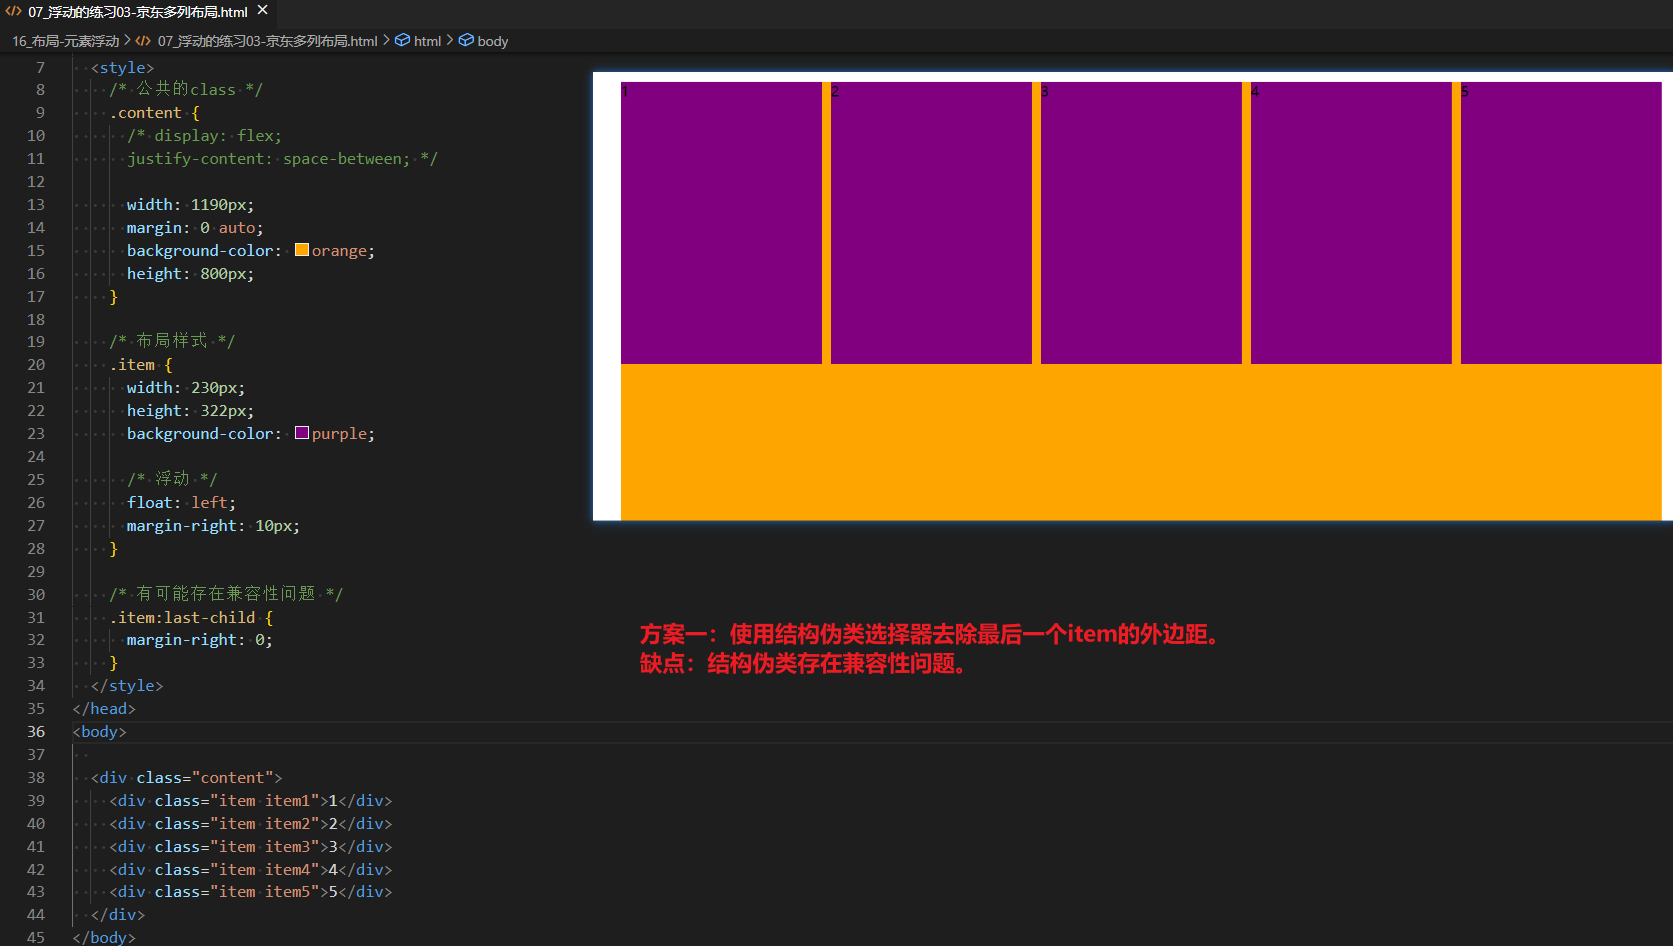 07_浮动的练习03-京东多列布局.html
16_布局-元素浮动 > 07_浮动的练习03-京东多列布局.html > html > body
7 <style>
8 /* 公共的class */
9 .content {
10 /* display: flex;
11 justify-content: space-between; */
12
13 width: 1190px;
14 margin: 0 auto;
15 background-color: orange;
16 height: 800px;
17 }
18
19 /* 布局样式 */
20 .item {
21 width: 230px;
22 height: 322px;
23 background-color: purple;
24
25 /* 浮动 */
26 float: left;
27 margin-right: 10px;
28 }
29
30 /* 有可能存在兼容性问题 */
31 .item:last-child {
32 margin-right: 0;
33 }
34 </style>
35 </head>
36 <body>
37
38 <div class="content">
39 <div class="item item1">1</div>
40 <div class="item item2">2</div>
41 <div class="item item3">3</div>
42 <div class="item item4">4</div>
43 <div class="item item5">5</div>
44 </div>
45 </body>
1 2 3 4 5
方案一：使用结构伪类选择器去除最后一个item的外边距。
缺点：结构伪类存在兼容性问题。